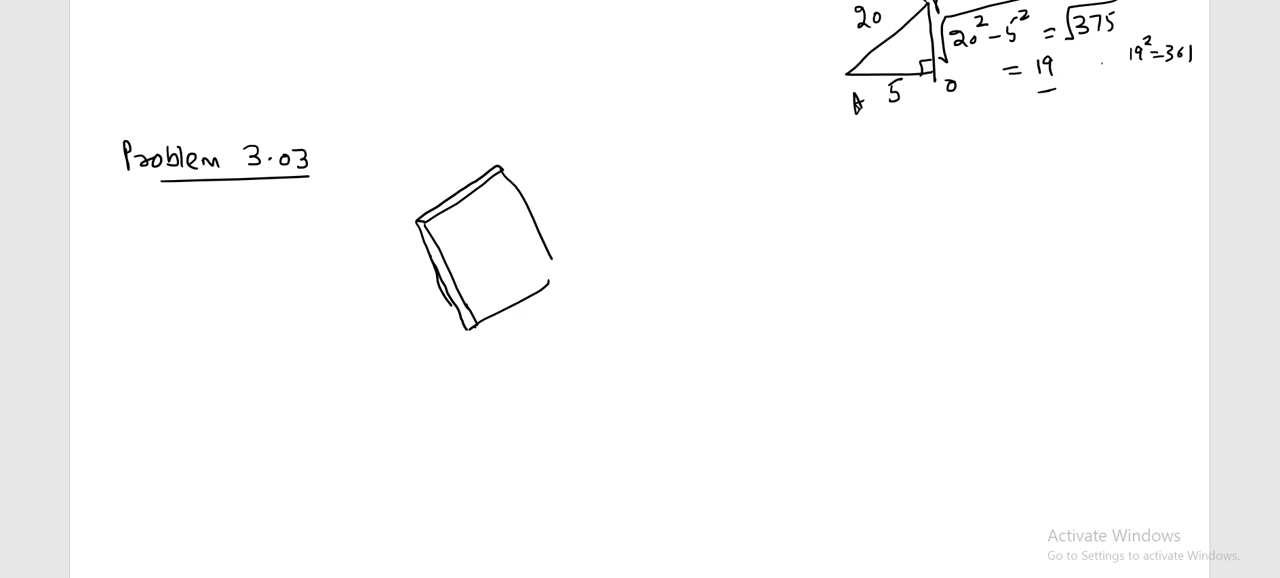 20
√20²-5² = √375
19²=361
= 19
A 5 0
Problem 3.03
Activate Windows
Go to Settings to activate Windows.